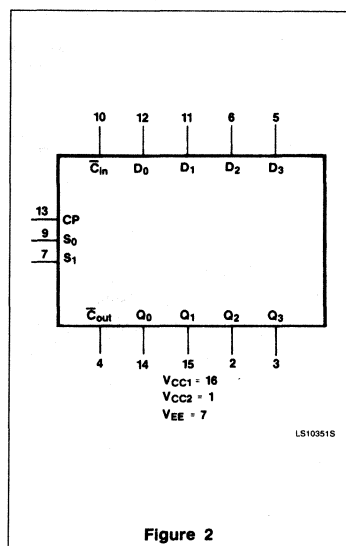 10 12 11 6 5
C̅in D0 D1 D2 D3
13 CP
9 S0
7 S1
C̅out Q0 Q1 Q2 Q3
4 14 15 2 3
VCC1 = 16
VCC2 = 1
VEE = 7
LS10351S
Figure 2